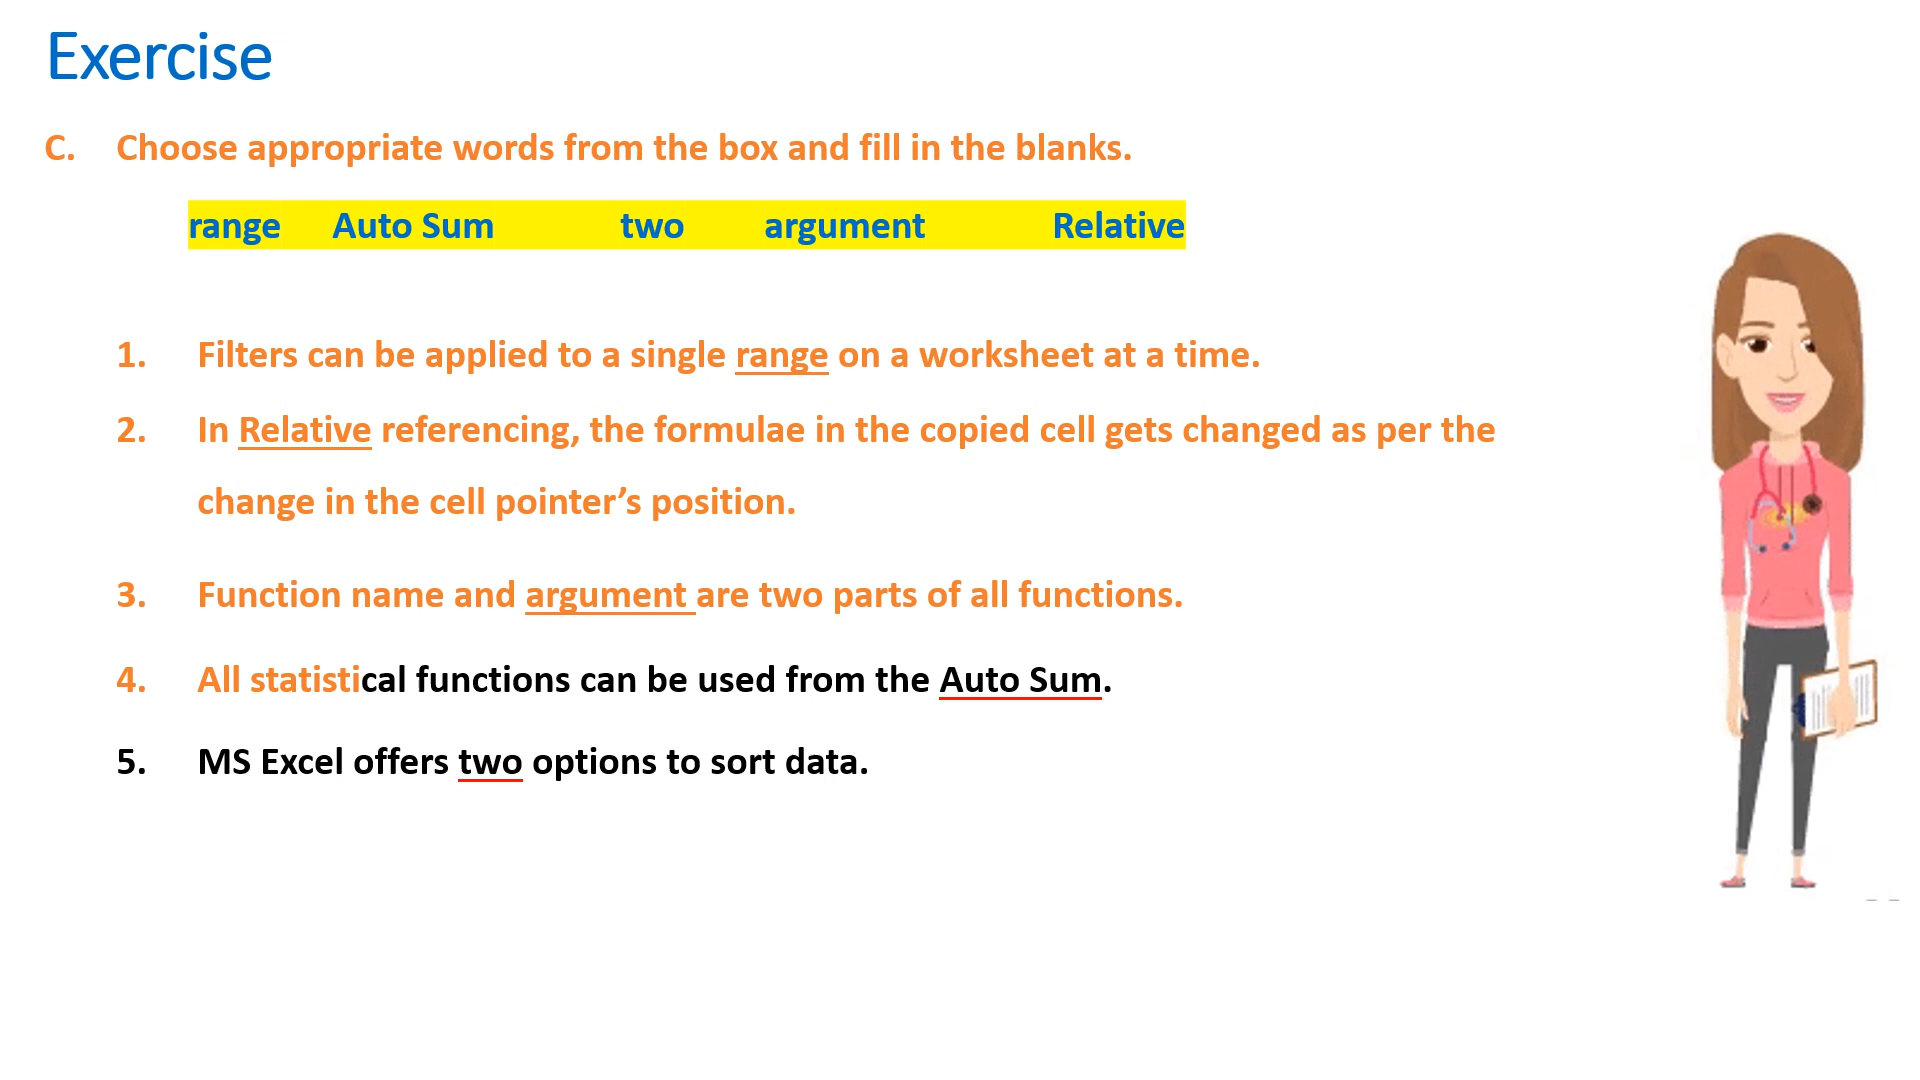 Exercise
C. Choose appropriate words from the box and fill in the blanks.
range Auto Sum two argument Relative
1. Filters can be applied to a single range on a worksheet at a time.
2. In Relative referencing, the formulae in the copied cell gets changed as per the
change in the cell pointer’s position.
3. Function name and argument are two parts of all functions.
4. All statistical functions can be used from the Auto Sum.
5. MS Excel offers two options to sort data.